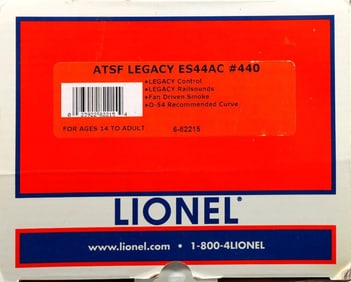 ATSF LEGACY ES44AC #440
•LEGACY Control
•LEGACY Railsounds
•Fan Driven Smoke
•O-54 Recommended Curve
FOR AGES 14 TO ADULT 6-82215
LIONEL®
www.lionel.com • 1-800-4LIONEL